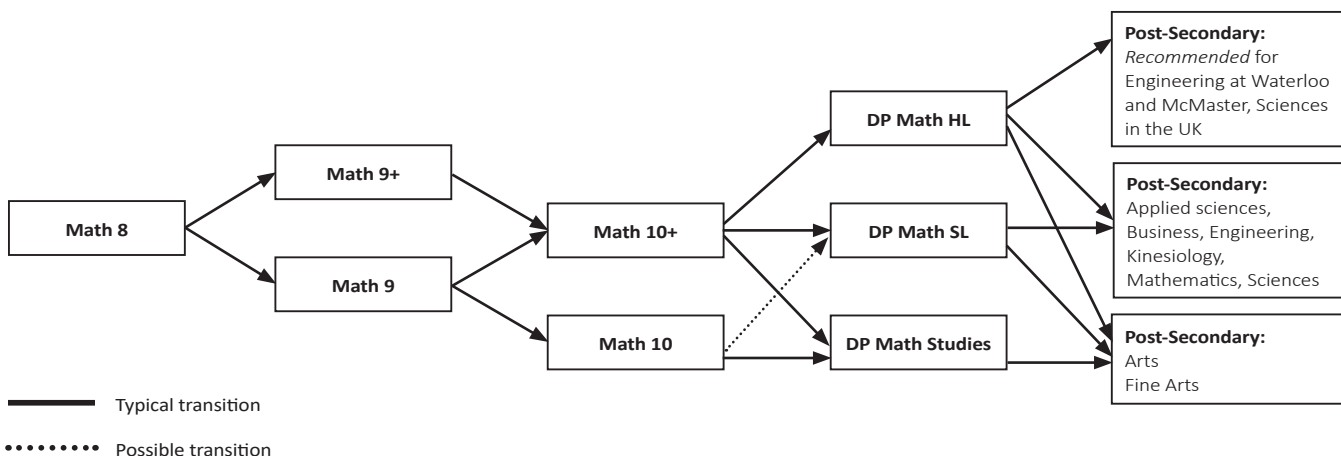 Math 8
Math 9+
Math 9
Math 10+
Math 10
DP Math HL
DP Math SL
DP Math Studies
Post-Secondary:
Recommended for
Engineering at Waterloo
and McMaster, Sciences
in the UK
Post-Secondary:
Applied sciences,
Business, Engineering,
Kinesiology,
Mathematics, Sciences
Post-Secondary:
Arts
Fine Arts
Typical transition
Possible transition